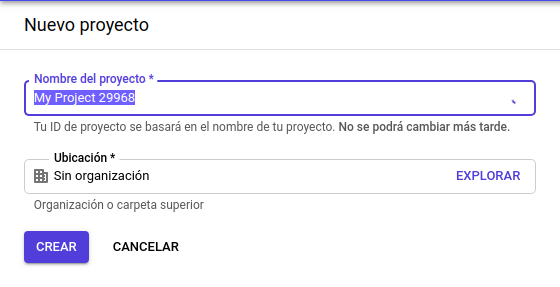 Nuevo proyecto
Nombre del proyecto *
My Project 29968
Tu ID de proyecto se basará en el nombre de tu proyecto. No se podrá cambiar más tarde.
Ubicación *
Sin organización EXPLORAR
Organización o carpeta superior
CREAR CANCELAR